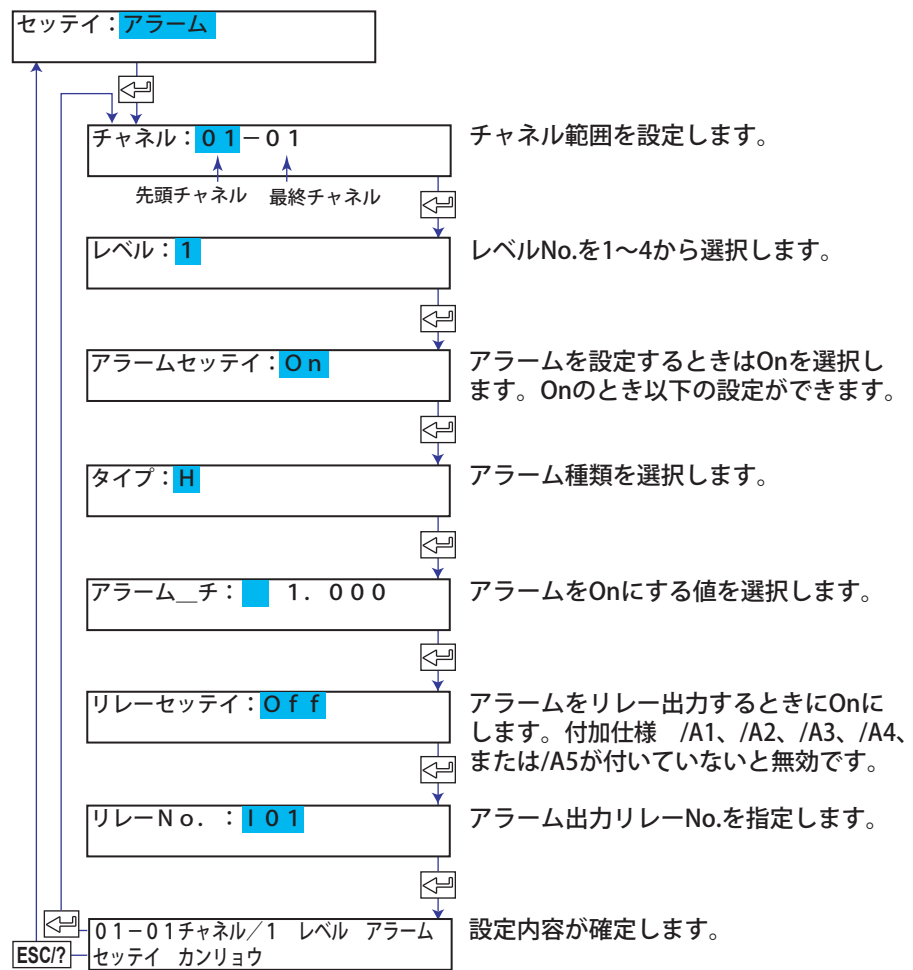 セッテイ：アラーム
チャネル：０１－０１
チャネル範囲を設定します。
先頭チャネル 最終チャネル
レベル：１
レベルNo.を1～4から選択します。
アラームセッテイ：Ｏｎ
アラームを設定するときはOnを選択し
ます。Onのとき以下の設定ができます。
タイプ：Ｈ
アラーム種類を選択します。
アラーム＿チ：　１．０００
アラームをOnにする値を選択します。
リレーセッテイ：Ｏｆｆ
アラームをリレー出力するときにOnに
します。付加仕様　/A1、/A2、/A3、/A4、
または/A5が付いていないと無効です。
リレーＮｏ．：Ｉ０１
アラーム出力リレーNo.を指定します。
０１－０１チャネル／１　レベル　アラーム
設定内容が確定します。
ESC/?
セッテイ　カンリョウ